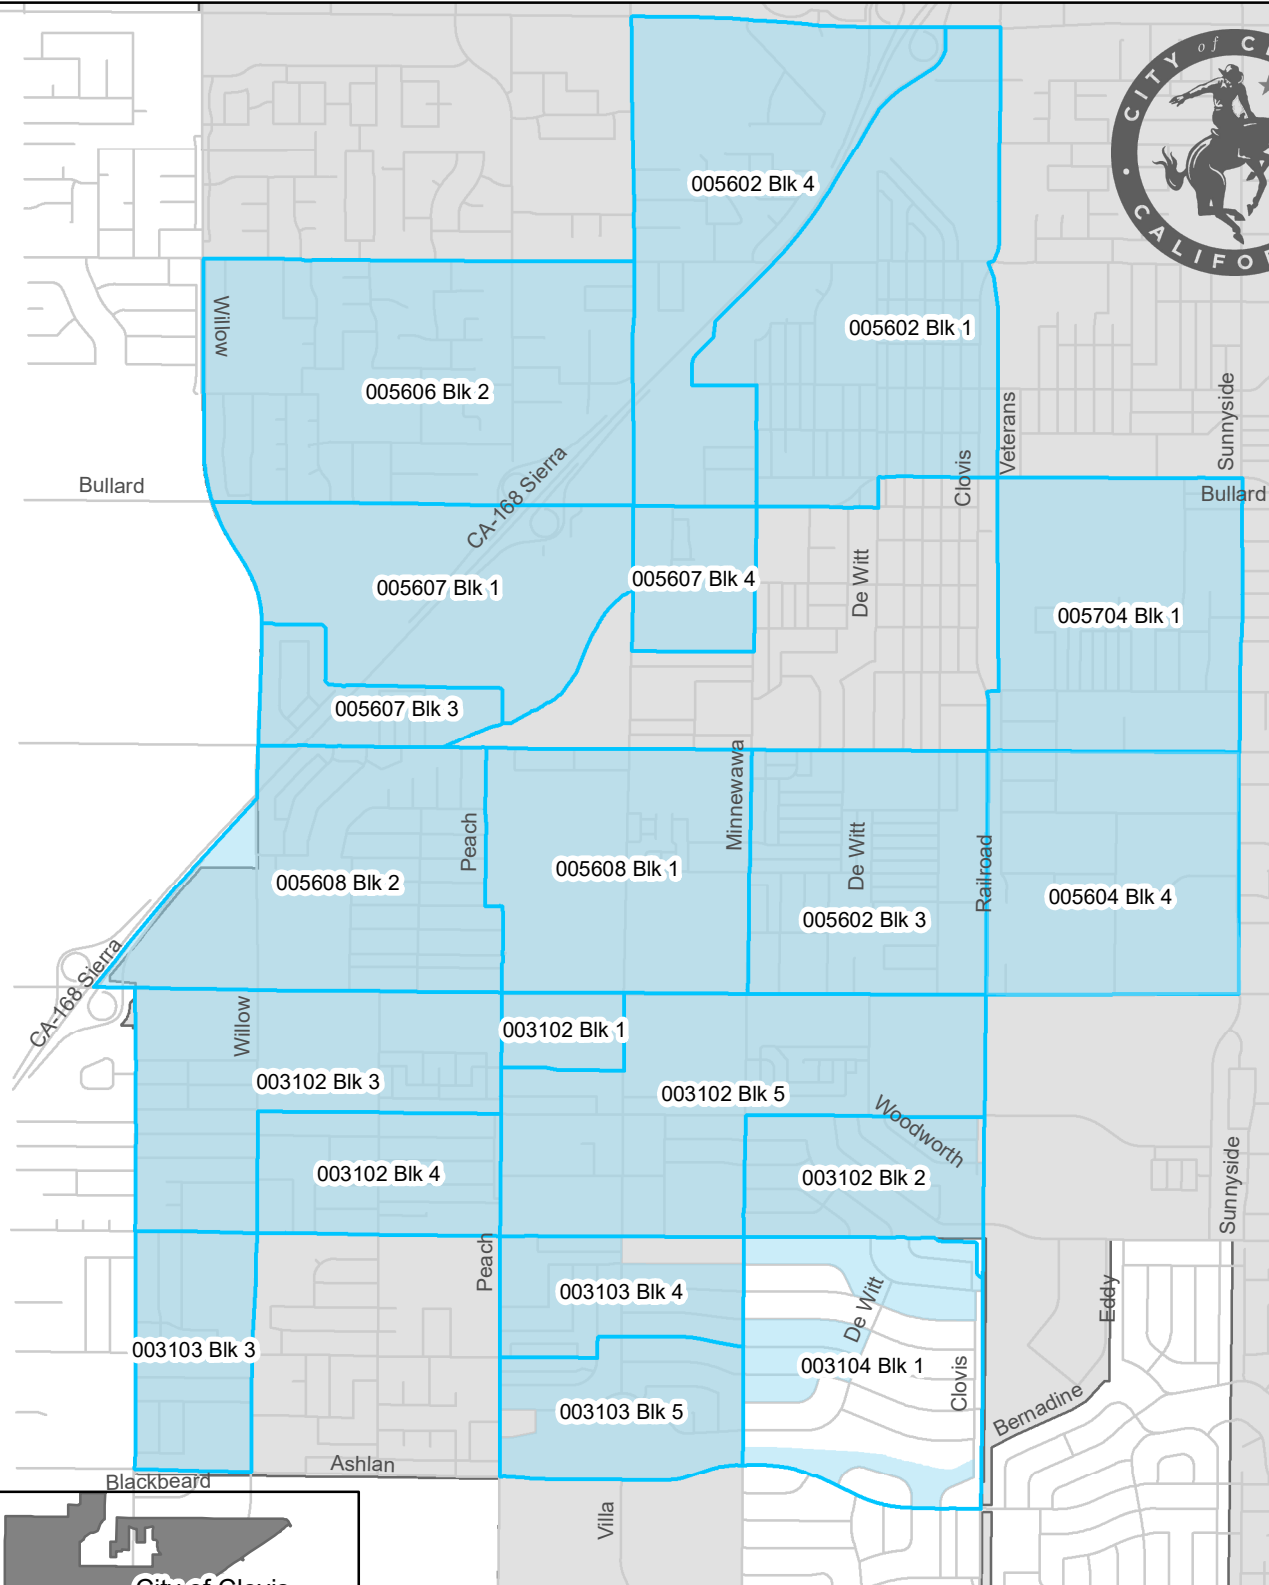 CITY of C
CALIFO
005602 Blk 4
Willow
005602 Blk 1
005606 Blk 2
Veterans
Sunnyside
Clovis
CA-168 Sierra
Bullard
Bullard
005607 Blk 1
005607 Blk 4
De Witt
005704 Blk 1
005607 Blk 3
Minnewawa
Peach
De Witt
Railroad
005608 Blk 2
005608 Blk 1
005602 Blk 3
005604 Blk 4
CA-168 Sierra
Willow
003102 Blk 1
003102 Blk 3
003102 Blk 5
Woodworth
003102 Blk 4
003102 Blk 2
Sunnyside
Peach
003103 Blk 4
De Witt
Eddy
003103 Blk 3
003104 Blk 1
Clovis
003103 Blk 5
Bernadine
Ashlan
Blackbeard
Villa
City of Clovis